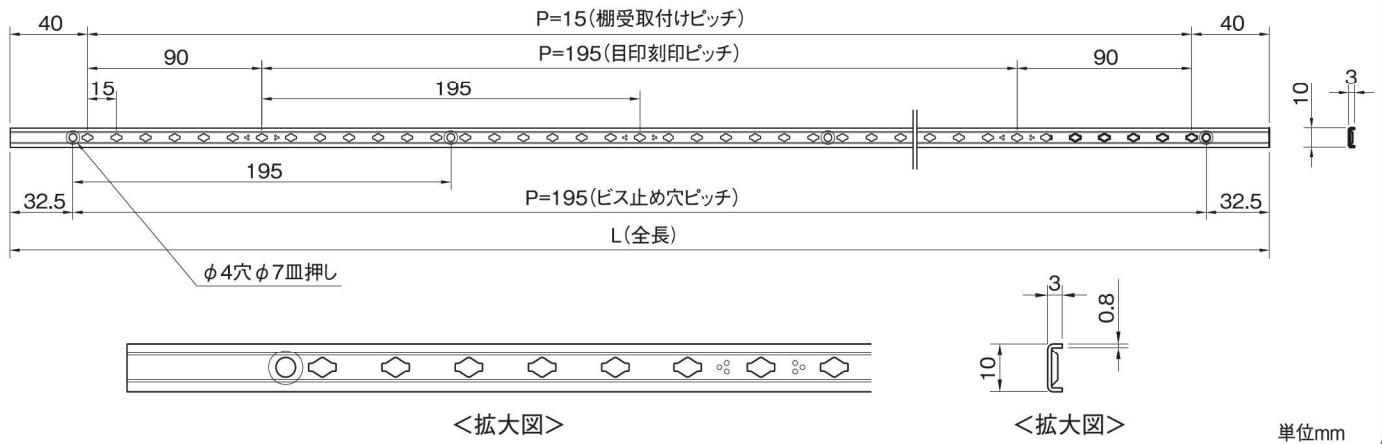 P=15(棚受取付けピッチ)
40
40
P=195(目印刻印ピッチ)
90
90
15
195
3
10
195
32.5
P=195(ビス止め穴ピッチ)
32.5
L(全長)
φ4穴φ7皿押し
3
0.8
10
<拡大図>
<拡大図>
単位mm